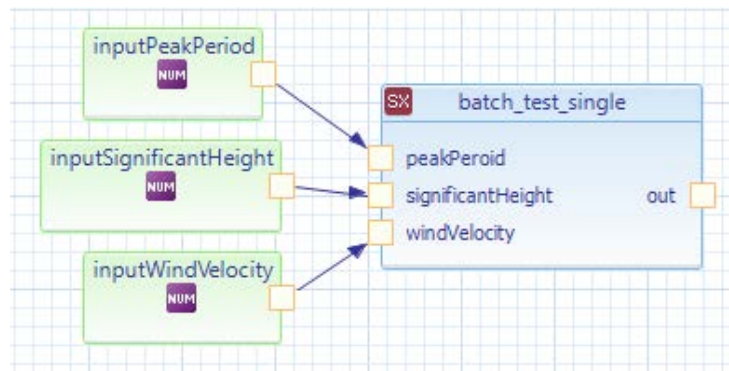 inputPeakPeriod
NUM
SX batch_test_single
inputSignificantHeight
NUM
peakPeroid
significantHeight out
windVelocity
inputWindVelocity
NUM